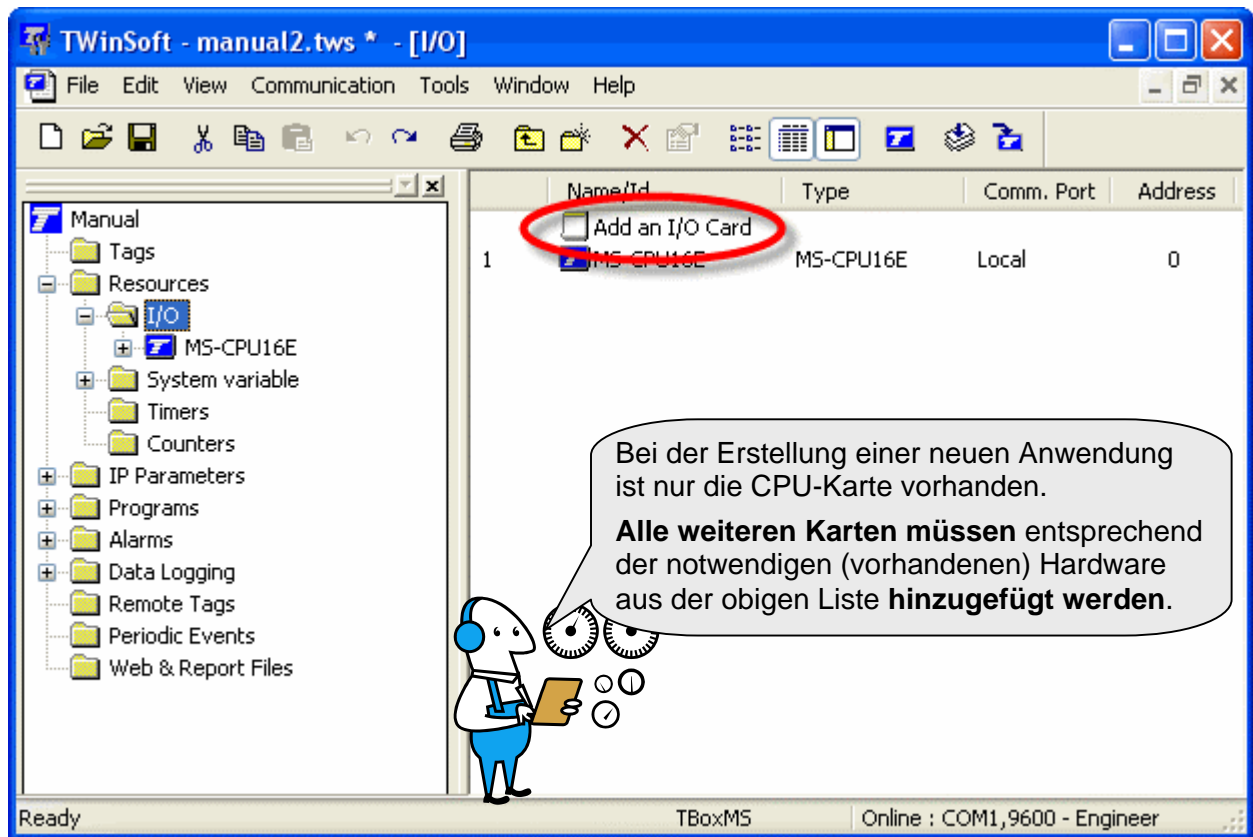 TWinSoft - manual2.tws * - [I/O]
File Edit View Communication Tools Window Help
Name/Id Type Comm. Port Address
Add an I/O Card
1 MS-CPU16E MS-CPU16E Local 0
Manual
Tags
Resources
I/O
MS-CPU16E
System variable
Timers
Counters
IP Parameters
Programs
Alarms
Data Logging
Remote Tags
Periodic Events
Web & Report Files
Bei der Erstellung einer neuen Anwendung
ist nur die CPU-Karte vorhanden.
Alle weiteren Karten müssen entsprechend
der notwendigen (vorhandenen) Hardware
aus der obigen Liste hinzugefügt werden.
Ready TBoxMS Online : COM1,9600 - Engineer